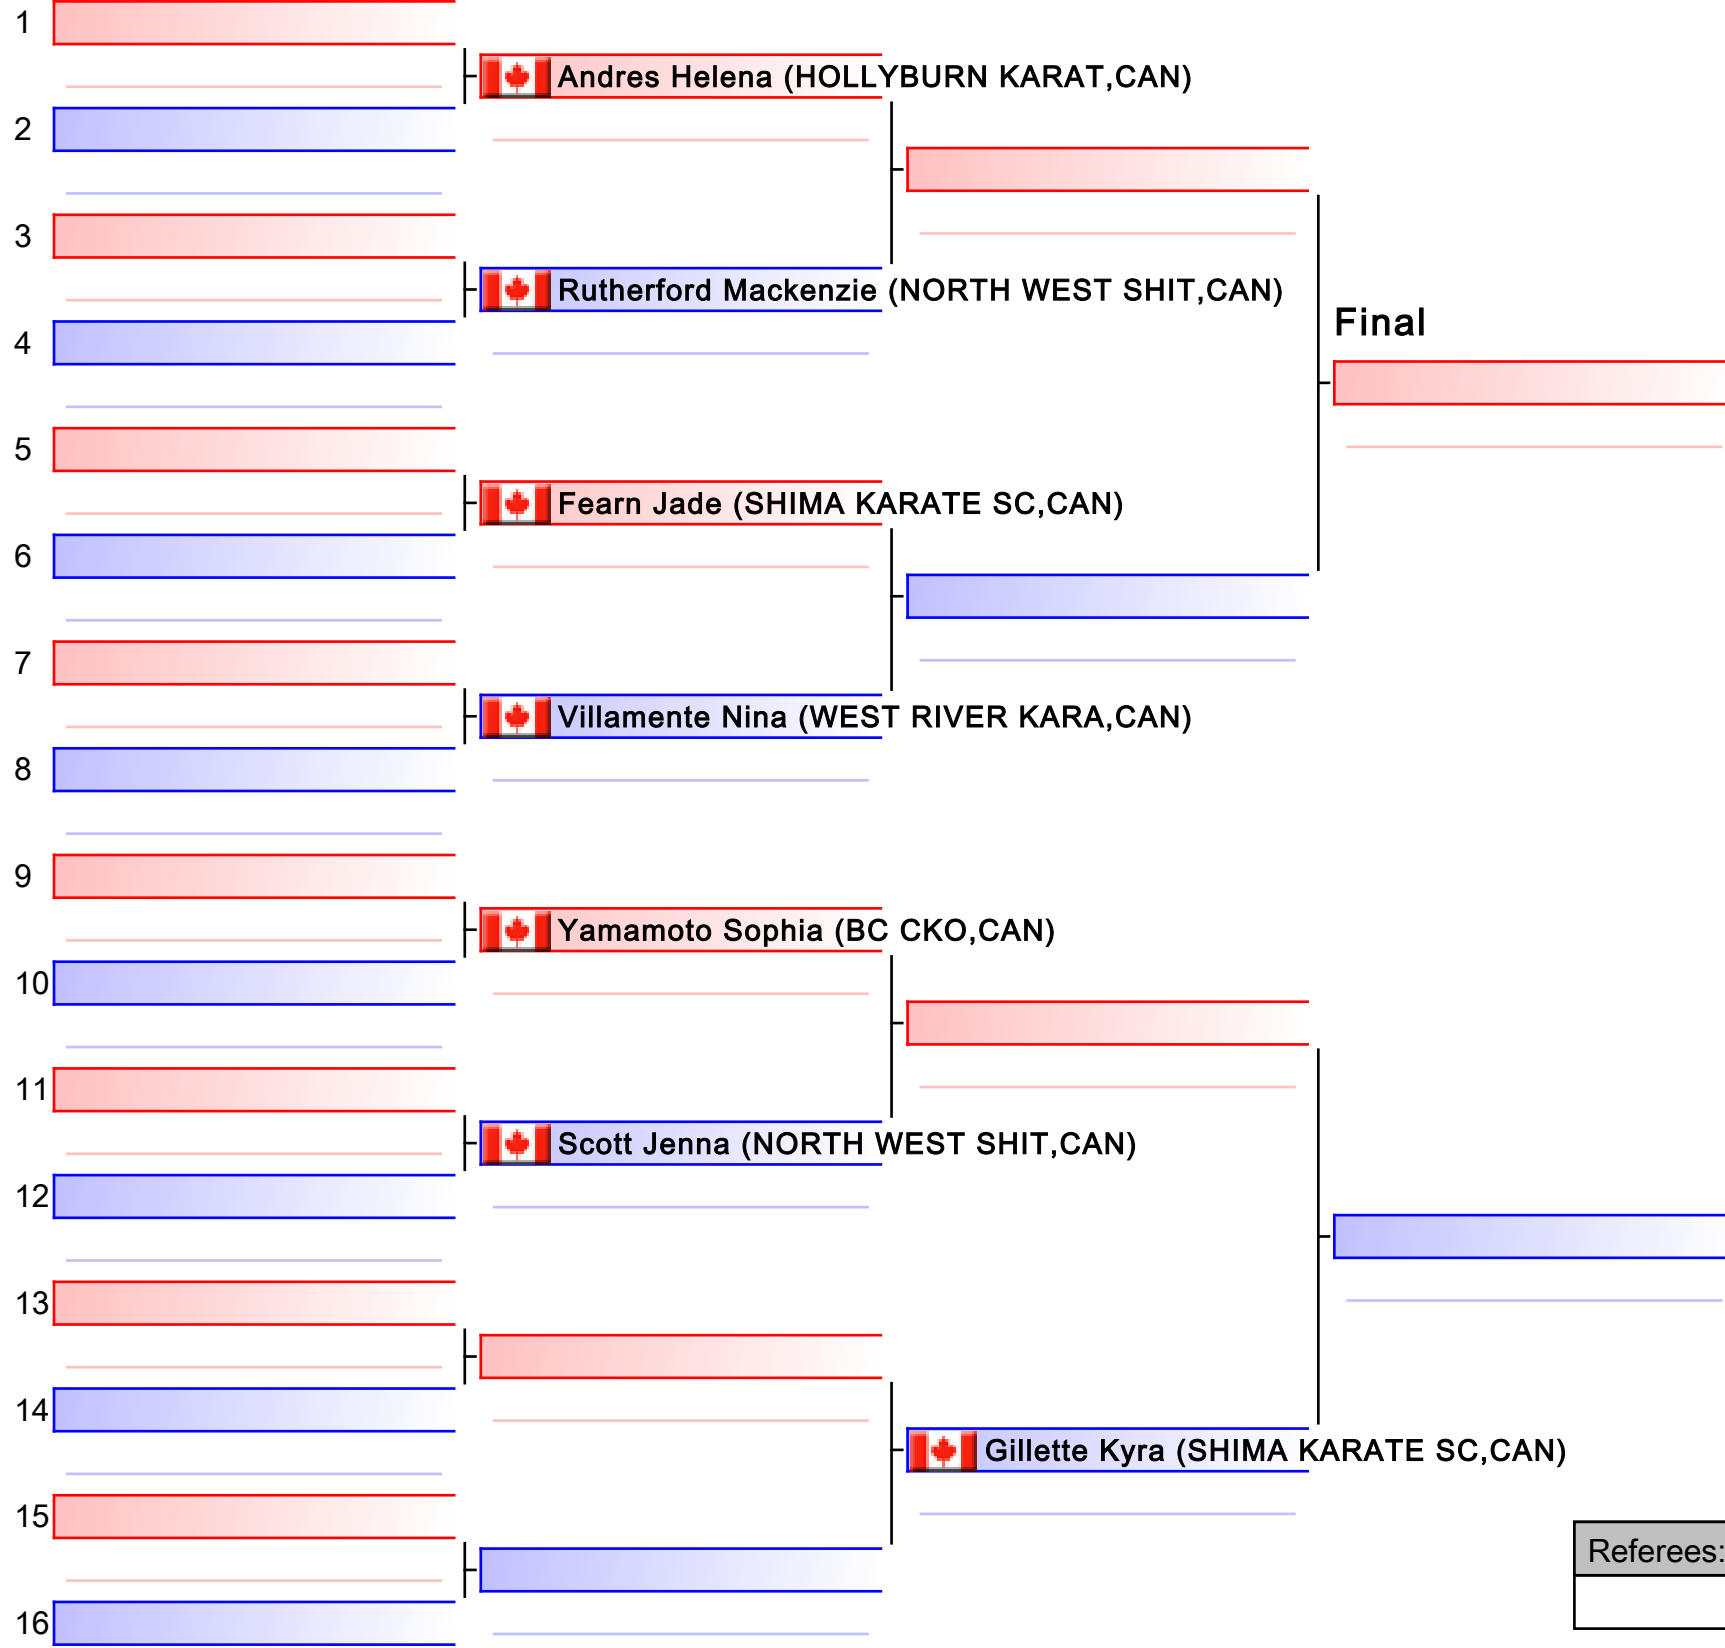 1
Andres Helena (HOLLYBURN KARAT,CAN)
2
3
Rutherford Mackenzie (NORTH WEST SHIT,CAN)
Final
4
5
Fearn Jade (SHIMA KARATE SC,CAN)
6
7
Villamente Nina (WEST RIVER KARA,CAN)
8
9
Yamamoto Sophia (BC CKO,CAN)
10
11
Scott Jenna (NORTH WEST SHIT,CAN)
12
13
14
Gillette Kyra (SHIMA KARATE SC,CAN)
15
Referees:
16